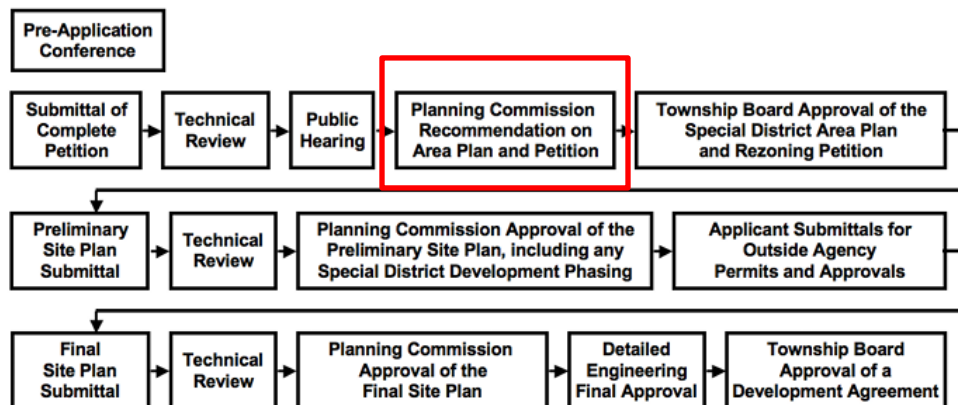 Pre-Application
Conference
Submittal of
Complete
Petition
Technical
Review
Public
Hearing
Planning Commission
Recommendation on
Area Plan and Petition
Township Board Approval of the
Special District Area Plan
and Rezoning Petition
Preliminary
Site Plan
Submittal
Technical
Review
Planning Commission Approval of the
Preliminary Site Plan, including any
Special District Development Phasing
Applicant Submittals for
Outside Agency
Permits and Approvals
Final
Site Plan
Submittal
Technical
Review
Planning Commission
Approval of the
Final Site Plan
Detailed
Engineering
Final Approval
Township Board
Approval of a
Development Agreement